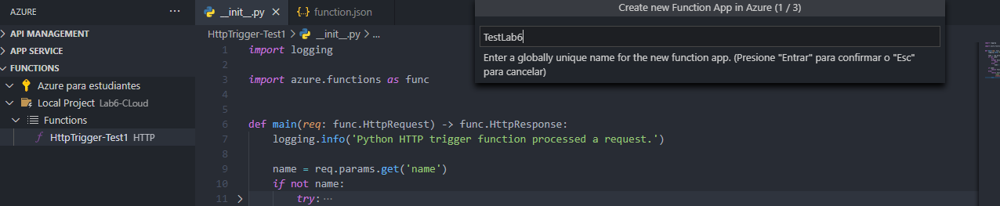 AZURE ···
API MANAGEMENT
APP SERVICE
FUNCTIONS
Azure para estudiantes
Local Project Lab6-CLoud
Functions
HttpTrigger-Test1 HTTP
__init__.py
{..} function.json
HttpTrigger-Test1 > __init__.py > ...
1 import logging
2
3 import azure.functions as func
4
5
6 def main(req: func.HttpRequest) -> func.HttpResponse:
7 logging.info('Python HTTP trigger function processed a request.')
8
9 name = req.params.get('name')
10 if not name:
11 try:···
Create new Function App in Azure (1 / 3)
TestLab6
Enter a globally unique name for the new function app. (Presione "Entrar" para confirmar o "Esc"
para cancelar)